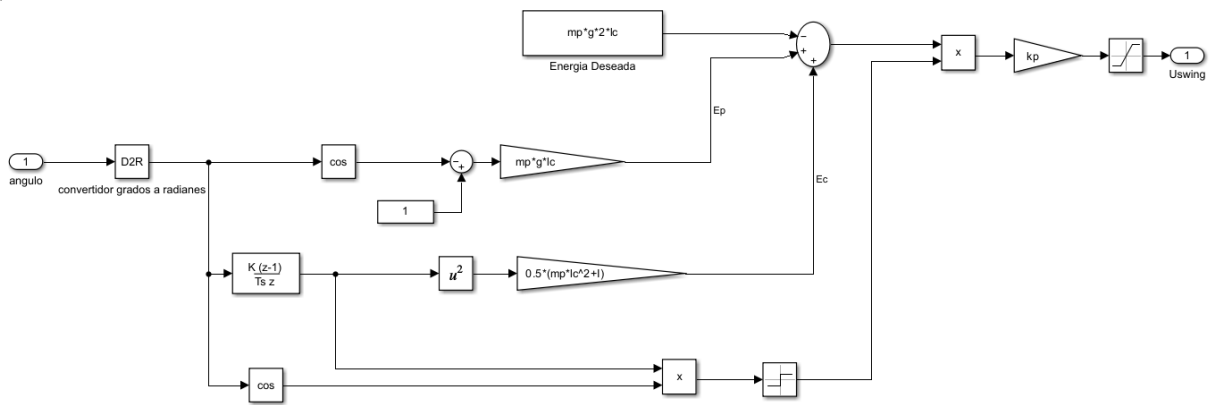 mp*g*2*lc
Energia Deseada
-
+
+
x
kp
1
Uswing
Ep
1
angulo
D2R
convertidor grados a radianes
cos
-
+
mp*g*lc
1
Ec
K (z-1)
Ts z
u²
0.5*(mp*lc^2+I)
cos
x